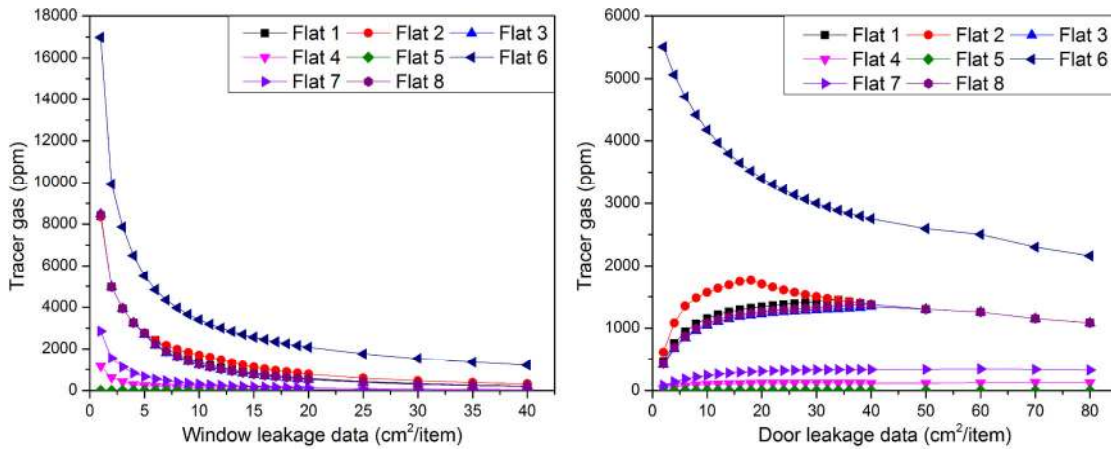 18000
16000
14000
12000
10000
8000
6000
4000
2000
0
Tracer gas (ppm)
Flat 1 Flat 2 Flat 3
Flat 4 Flat 5 Flat 6
Flat 7 Flat 8
0 5 10 15 20 25 30 35 40
Window leakage data (cm²/item)
6000
5000
4000
3000
2000
1000
0
Tracer gas (ppm)
Flat 1 Flat 2 Flat 3
Flat 4 Flat 5 Flat 6
Flat 7 Flat 8
0 10 20 30 40 50 60 70 80
Door leakage data (cm²/item)